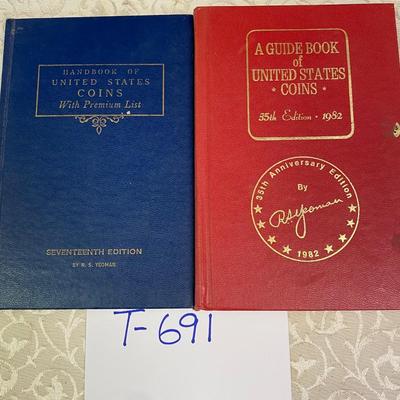 HANDBOOK OF
UNITED STATES
COINS
With Premium List
SEVENTEENTH EDITION
BY R. S. YEOMAN
A GUIDE BOOK
of
UNITED STATES
• COINS •
35th Edition • 1982
35th Anniversary Edition
By
R.S. Yeoman
1982
T-691